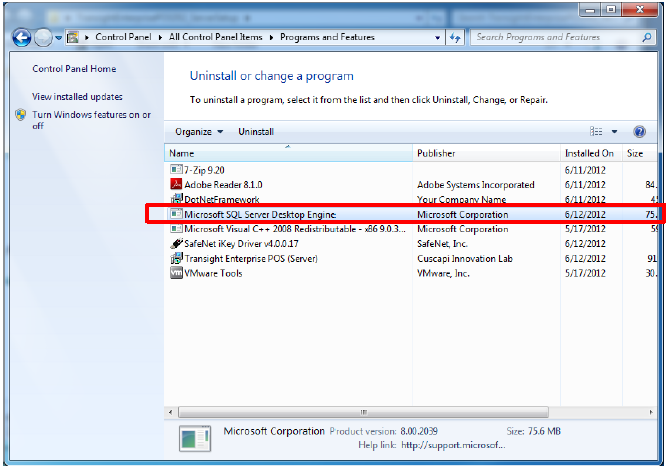 Control Panel ▸ All Control Panel Items ▸ Programs and Features
Search Programs and Features
Control Panel Home
View installed updates
Turn Windows features on or
off
Uninstall or change a program
To uninstall a program, select it from the list and then click Uninstall, Change, or Repair.
Organize Uninstall
Name Publisher Installed On Size
7-Zip 9.20 6/11/2012
Adobe Reader 8.1.0 Adobe Systems Incorporated 6/11/2012 84.
DotNetFramework Your Company Name 6/11/2012
Microsoft SQL Server Desktop Engine Microsoft Corporation 6/12/2012 75.
Microsoft Visual C++ 2008 Redistributable - x86 9.0.3... Microsoft Corporation 5/17/2012 59
SafeNet iKey Driver v4.0.0.17 SafeNet, Inc. 6/12/2012
Transight Enterprise POS (Server) Cuscapi Innovation Lab 6/12/2012 91
VMware Tools VMware, Inc. 5/17/2012 30.
Microsoft Corporation Product version: 8.00.2039 Size: 75.6 MB
Help link: http://support.microsof...